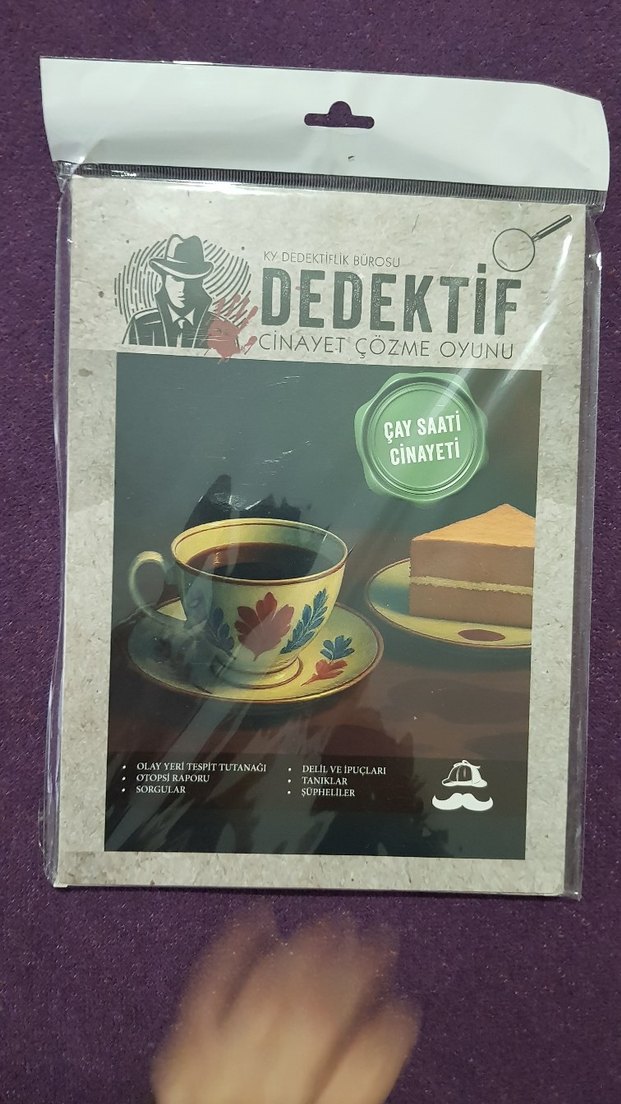 KY DEDEKTİFLİK BÜROSU
DEDEKTİF
CİNAYET ÇÖZME OYUNU
ÇAY SAATİ
CİNAYETİ
• OLAY YERİ TESPİT TUTANAĞI
• OTOPSİ RAPORU
• SORGULAR
• DELİL VE İPUÇLARI
• TANIKLAR
• ŞÜPHELİLER